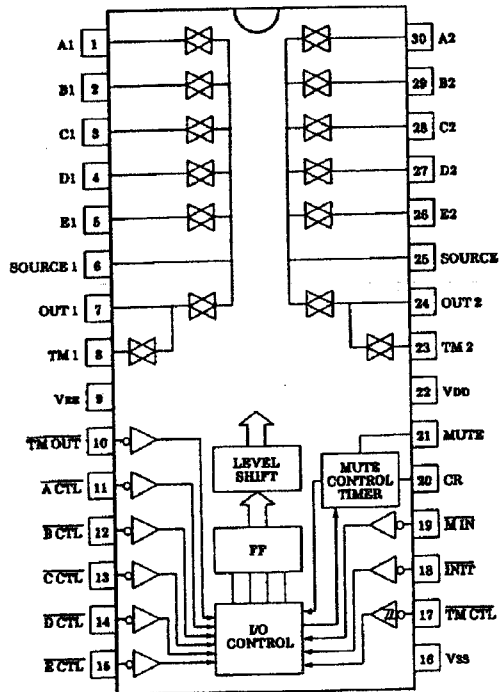 A1 1
B1 2
C1 3
D1 4
E1 5
SOURCE 1 6
OUT 1 7
TM 1 8
VEE 9
TM OUT 10
A CTL 11
B CTL 12
C CTL 13
D CTL 14
E CTL 15
30 A2
29 B2
28 C2
27 D2
26 E2
25 SOURCE
24 OUT 2
23 TM 2
22 VDD
21 MUTE
20 CR
19 M IN
18 INIT
17 TM CTL
16 VSS
LEVEL
SHIFT
FF
I/O
CONTROL
MUTE
CONTROL
TIMER